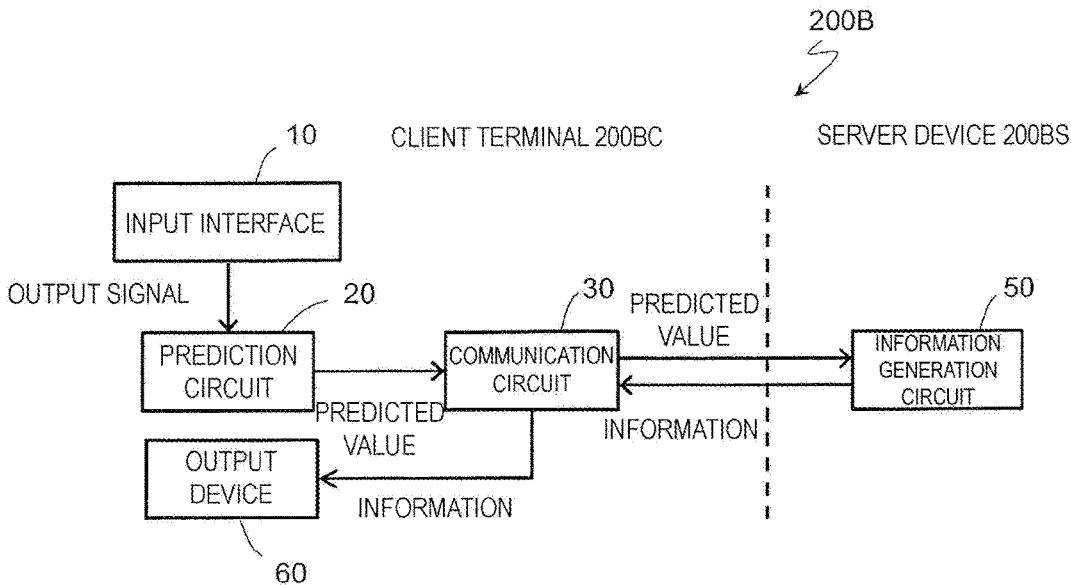 200B
CLIENT TERMINAL 200BC
SERVER DEVICE 200BS
10
INPUT INTERFACE
OUTPUT SIGNAL
20
PREDICTION
CIRCUIT
PREDICTED
VALUE
30
COMMUNICATION
CIRCUIT
PREDICTED
VALUE
INFORMATION
50
INFORMATION
GENERATION
CIRCUIT
OUTPUT
DEVICE
INFORMATION
60